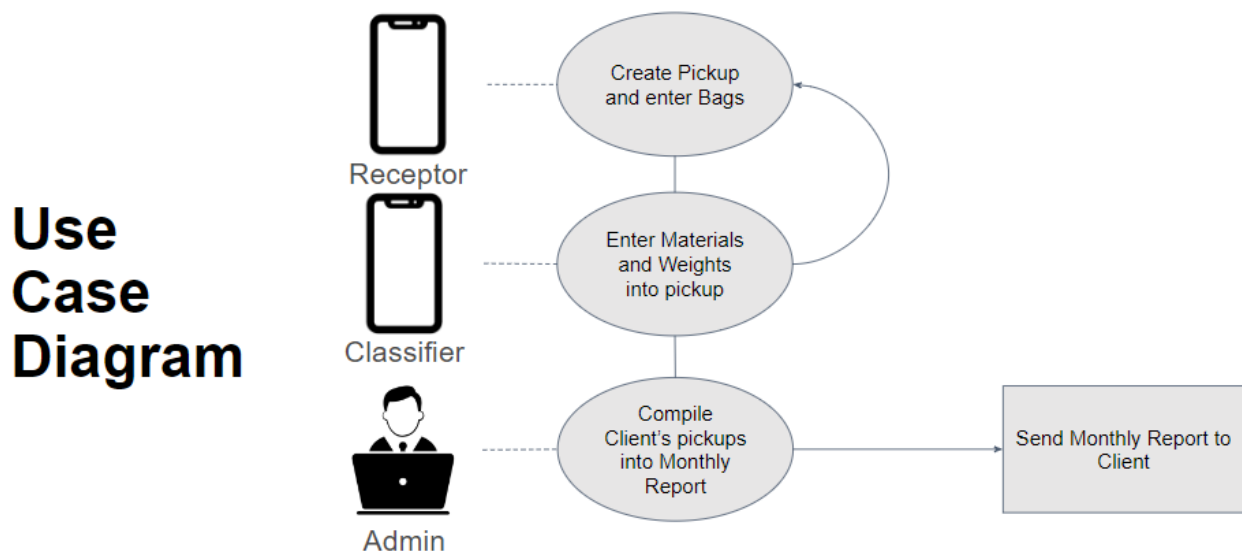 Use
Case
Diagram
Receptor
Create Pickup
and enter Bags
Classifier
Enter Materials
and Weights
into pickup
Admin
Compile
Client's pickups
into Monthly
Report
Send Monthly Report to
Client